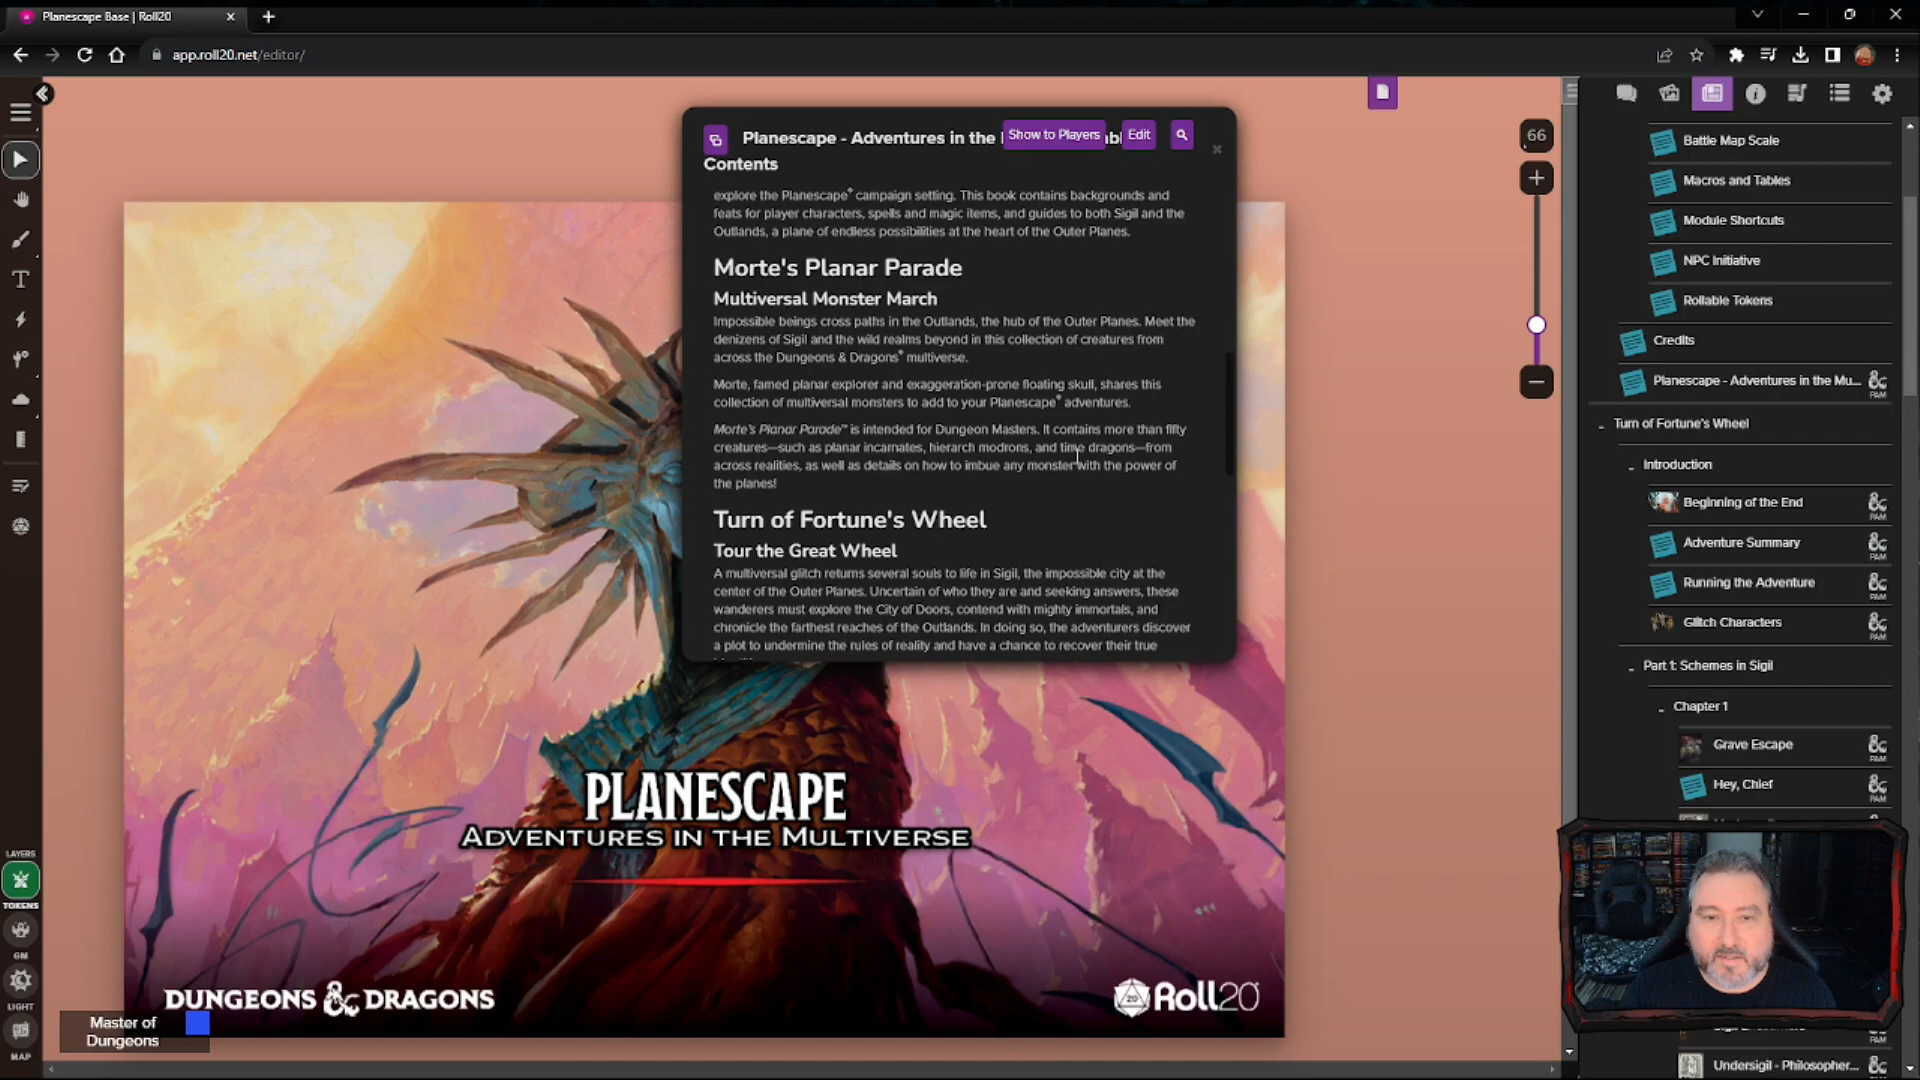 Planescape Base | Roll20
app.roll20.net/editor/
Planescape - Adventures in the
Show to Players
Edit
Contents
explore the Planescape® campaign setting. This book contains backgrounds and
feats for player characters, spells and magic items, and guides to both Sigil and the
Outlands, a plane of endless possibilities at the heart of the Outer Planes.
Morte's Planar Parade
Multiversal Monster March
Impossible beings cross paths in the Outlands, the hub of the Outer Planes. Meet the
denizens of Sigil and the wild realms beyond in this collection of creatures from
across the Dungeons & Dragons® multiverse.
Morte, famed planar explorer and exaggeration-prone floating skull, shares this
collection of multiversal monsters to add to your Planescape® adventures.
Morte's Planar Parade™ is intended for Dungeon Masters. It contains more than fifty
creatures—such as planar incarnates, hierarch modrons, and time dragons—from
across realities, as well as details on how to imbue any monster with the power of
the planes!
Turn of Fortune's Wheel
Tour the Great Wheel
A multiversal glitch returns several souls to life in Sigil, the impossible city at the
center of the Outer Planes. Uncertain of who they are and seeking answers, these
wanderers must explore the City of Doors, contend with mighty immortals, and
chronicle the farthest reaches of the Outlands. In doing so, the adventurers discover
a plot to undermine the rules of reality and have a chance to recover their true
66
PLANESCAPE
ADVENTURES IN THE MULTIVERSE
DUNGEONS & DRAGONS
20 Roll20
Master of
Dungeons
LAYERS
TOKENS
GM
LIGHT
MAP
Battle Map Scale
Macros and Tables
Module Shortcuts
NPC Initiative
Rollable Tokens
Credits
Planescape - Adventures in the Mu...
PAM
Turn of Fortune's Wheel
Introduction
Beginning of the End
PAM
Adventure Summary
PAM
Running the Adventure
PAM
Glitch Characters
PAM
Part 1: Schemes in Sigil
Chapter 1
Grave Escape
PAM
Hey, Chief
PAM
PAM
Undersigil - Philosopher...